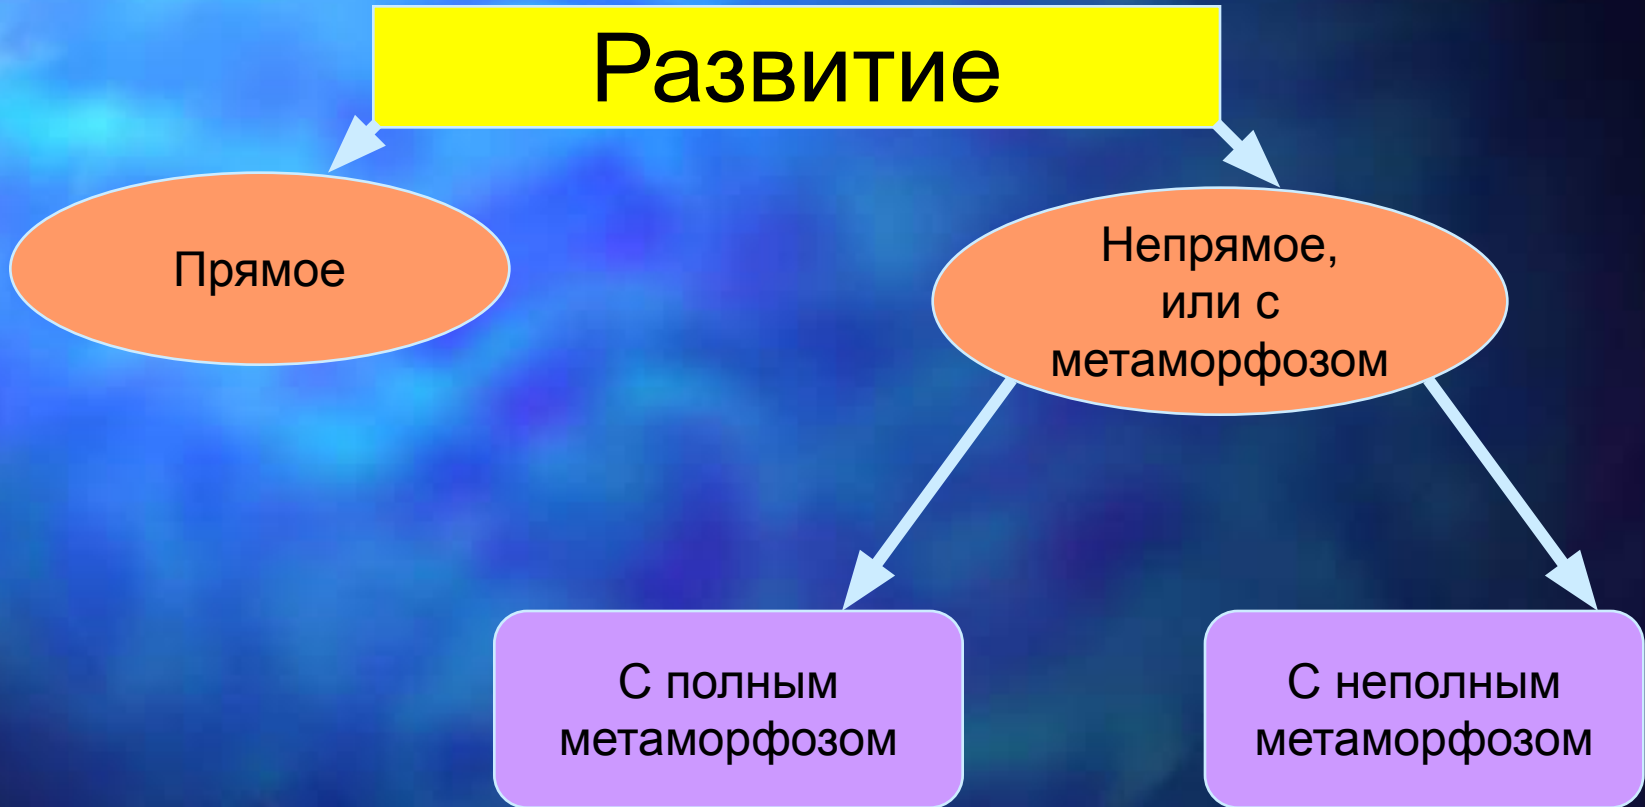 Развитие
Прямое
Непрямое,
или с
метаморфозом
С полным
метаморфозом
С неполным
метаморфозом